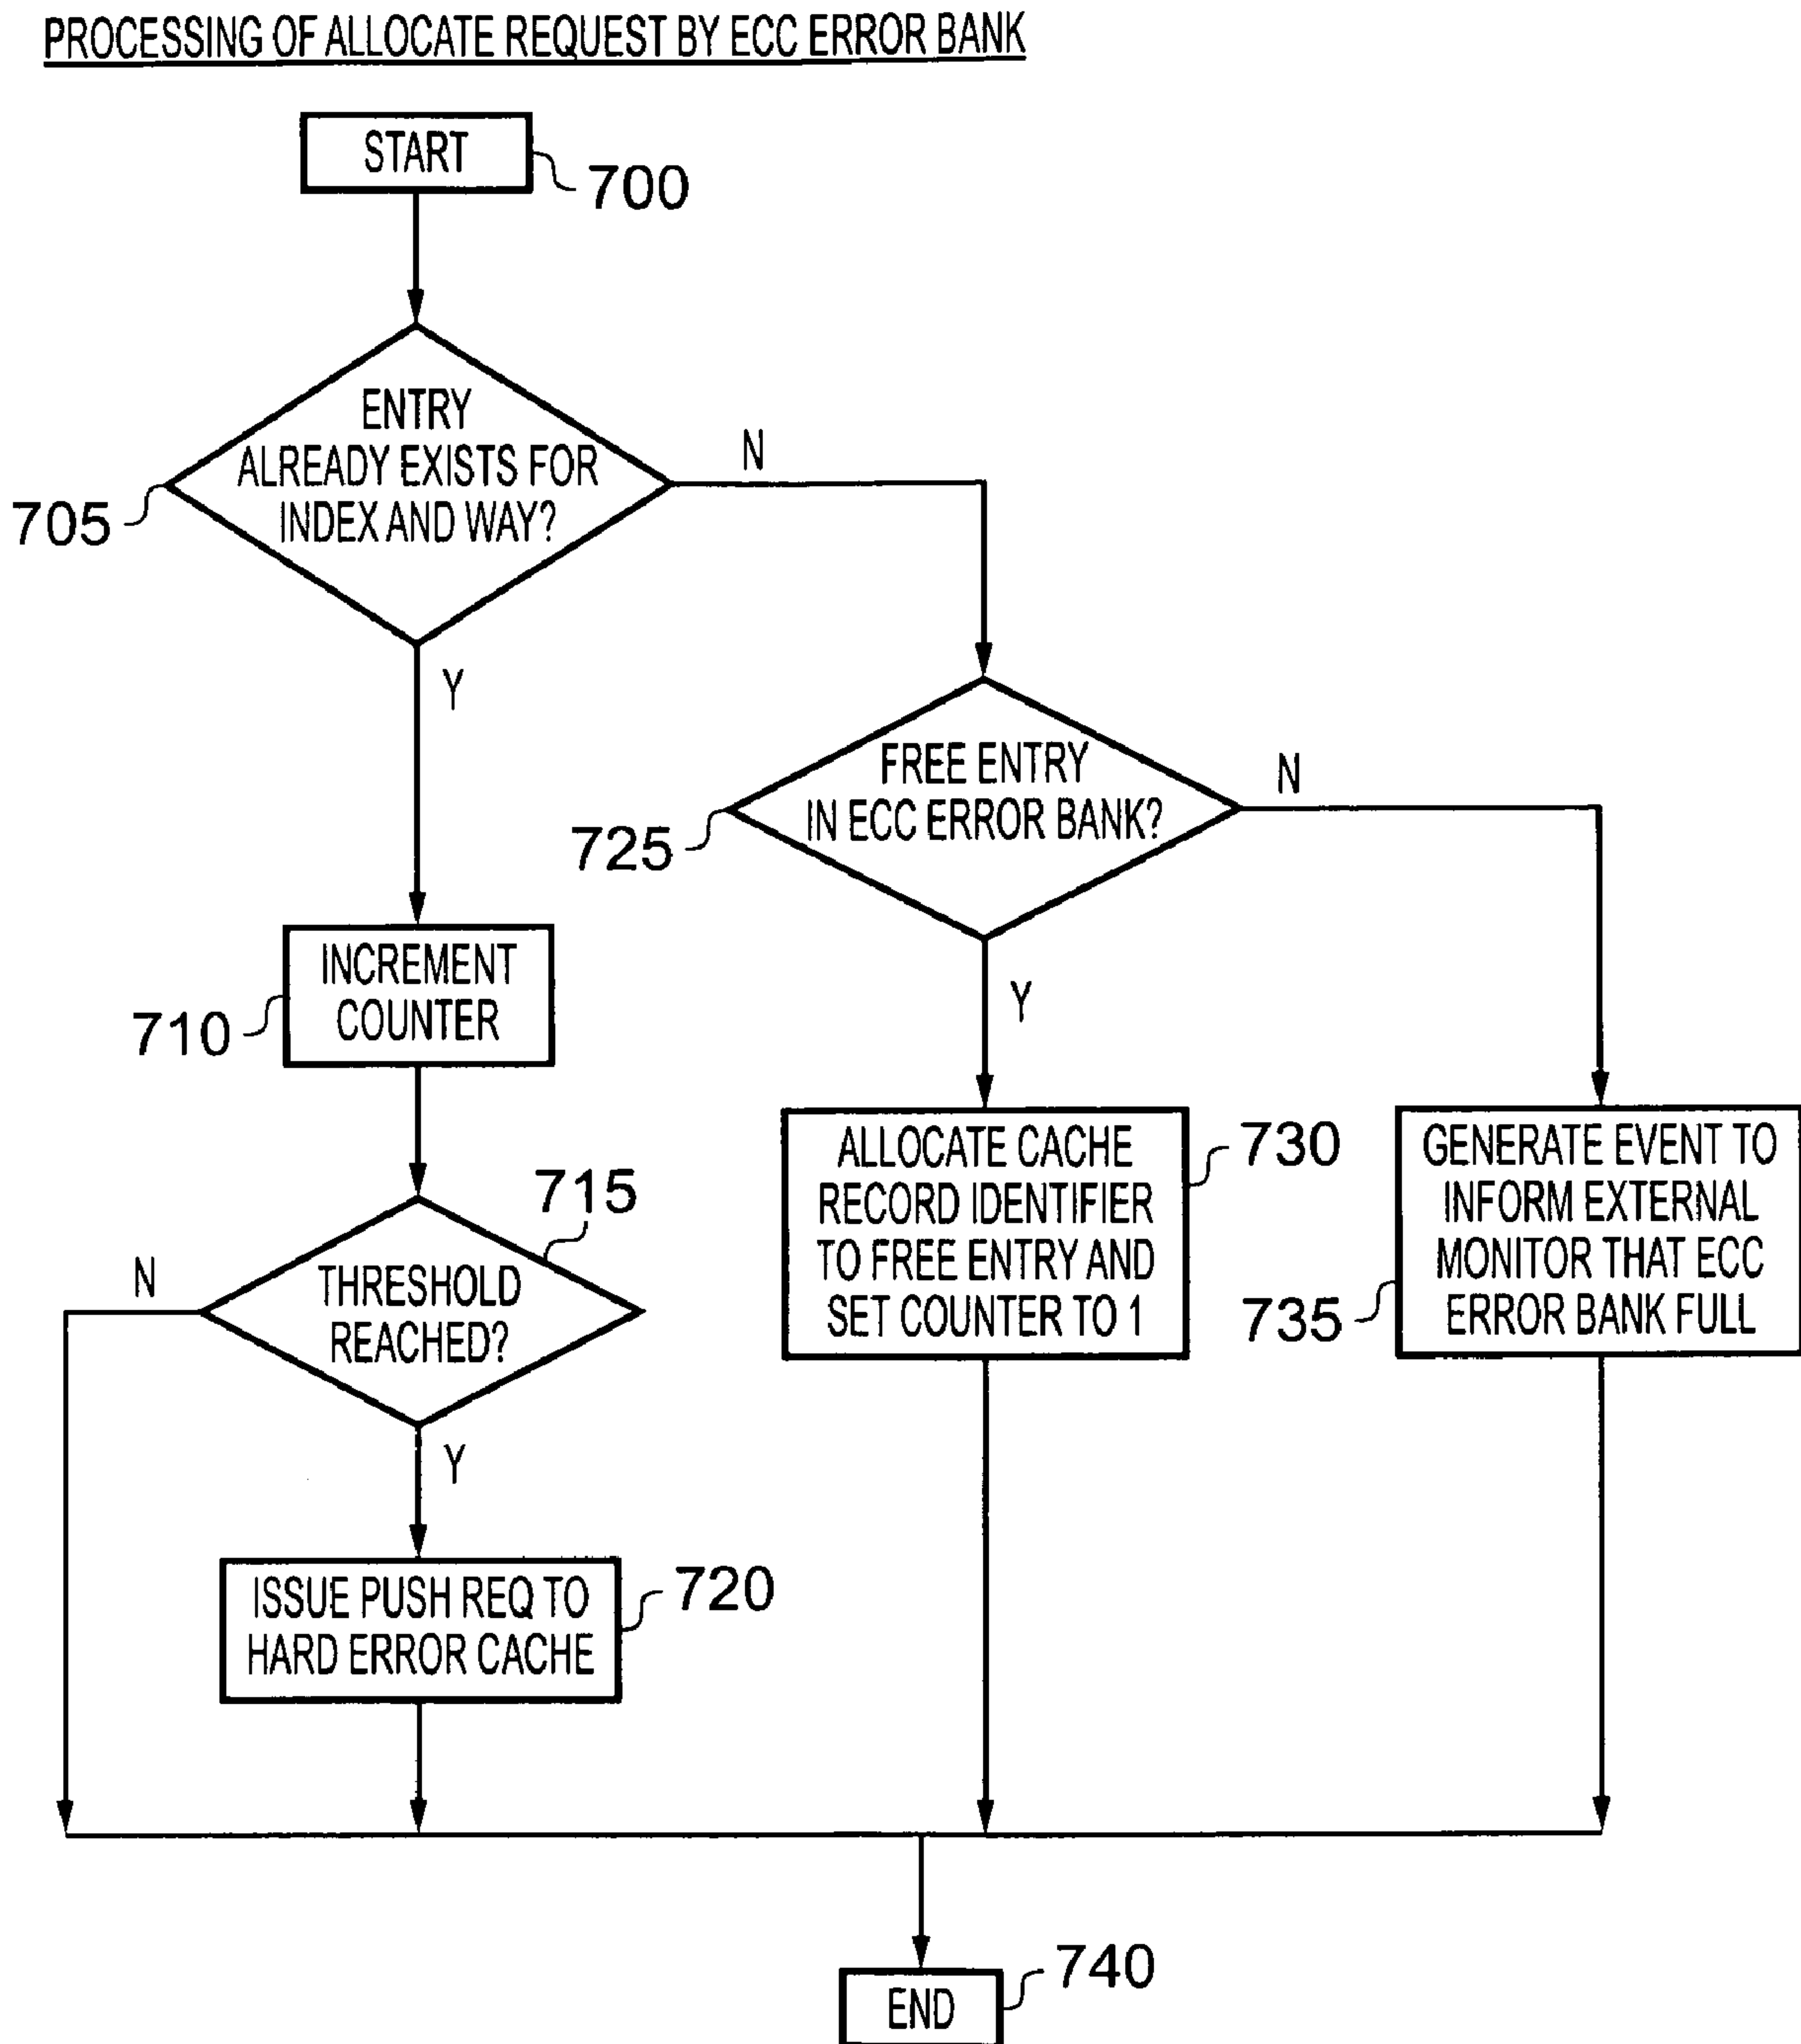 PROCESSING OF ALLOCATE REQUEST BY ECC ERROR BANK
START
700
ENTRY
ALREADY EXISTS FOR
INDEX AND WAY?
705
N
Y
FREE ENTRY
IN ECC ERROR BANK?
725
N
Y
INCREMENT
COUNTER
710
ALLOCATE CACHE
RECORD IDENTIFIER
TO FREE ENTRY AND
SET COUNTER TO 1
730
GENERATE EVENT TO
INFORM EXTERNAL
MONITOR THAT ECC
ERROR BANK FULL
735
715
THRESHOLD
REACHED?
N
Y
ISSUE PUSH REQ TO
HARD ERROR CACHE
720
END
740